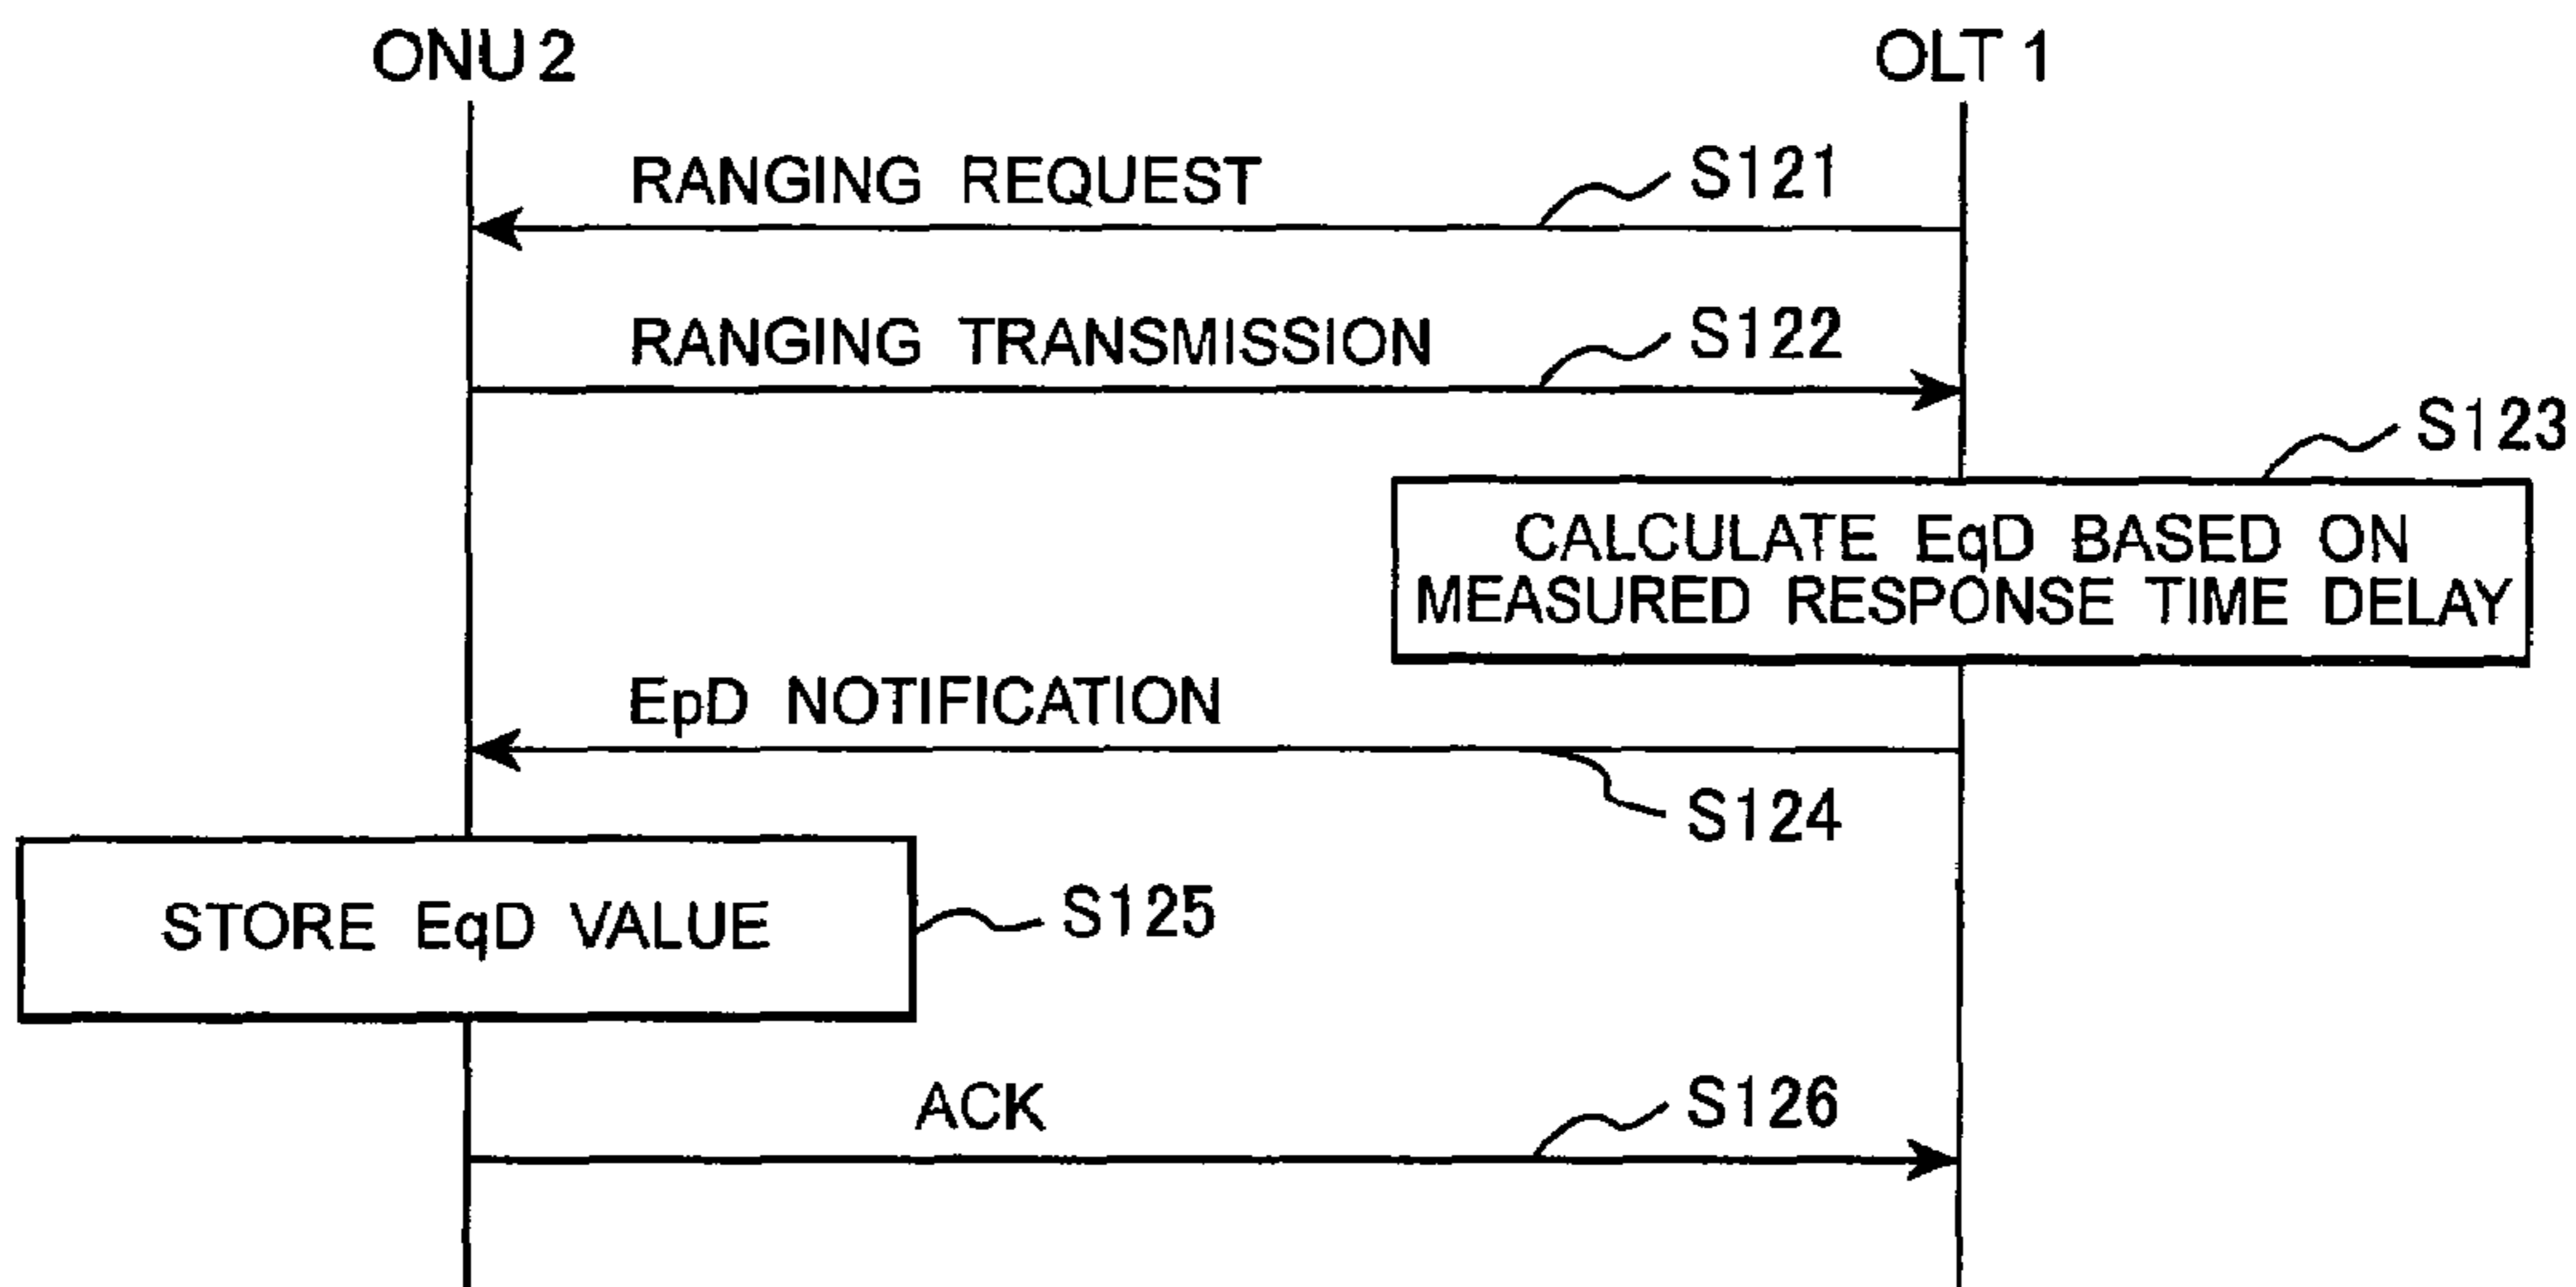 ONU 2
OLT 1
RANGING REQUEST
S121
RANGING TRANSMISSION
S122
S123
CALCULATE EqD BASED ON
MEASURED RESPONSE TIME DELAY
EpD NOTIFICATION
S124
STORE EqD VALUE
S125
ACK
S126